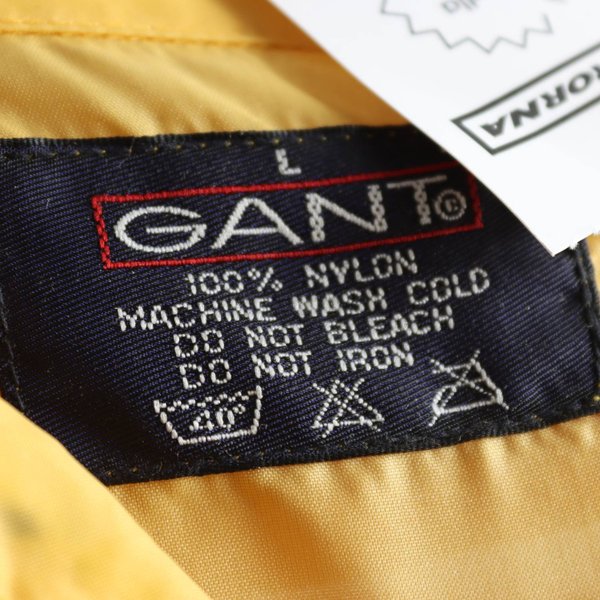 L
GANT®
100% NYLON
MACHINE WASH COLD
DO NOT BLEACH
DO NOT IRON
40°